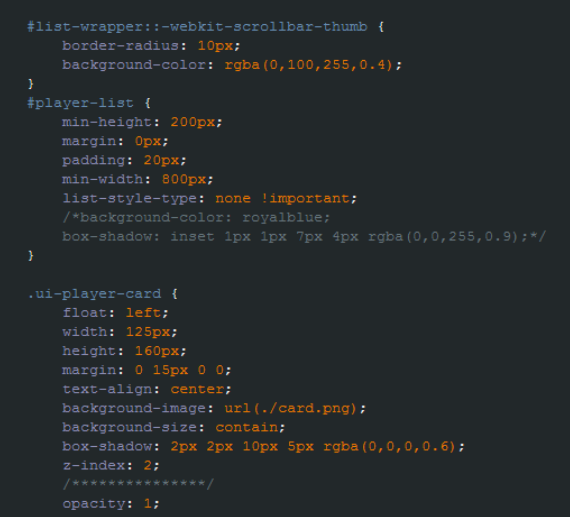 #list-wrapper::-webkit-scrollbar-thumb {
border-radius: 10px;
background-color: rgba(0,100,255,0.4);
}
#player-list {
min-height: 200px;
margin: 0px;
padding: 20px;
min-width: 800px;
list-style-type: none !important;
/*background-color: royalblue;
box-shadow: inset 1px 1px 7px 4px rgba(0,0,255,0.9);*/
}
.ui-player-card {
float: left;
width: 125px;
height: 160px;
margin: 0 15px 0 0;
text-align: center;
background-image: url(./card.png);
background-size: contain;
box-shadow: 2px 2px 10px 5px rgba(0,0,0,0.6);
z-index: 2;
/***************/
opacity: 1;